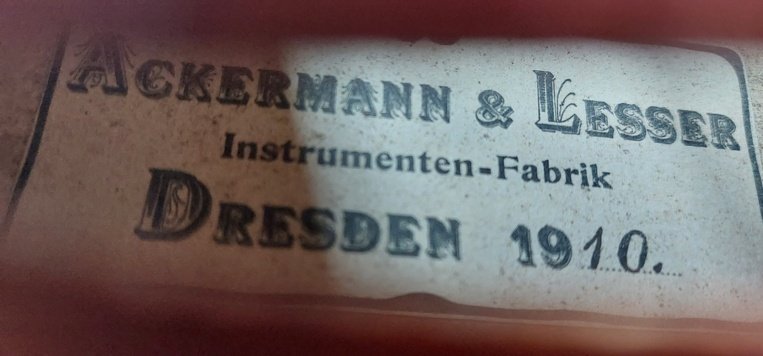 ACKERMANN & LESSER
Instrumenten-Fabrik
DRESDEN 1910.